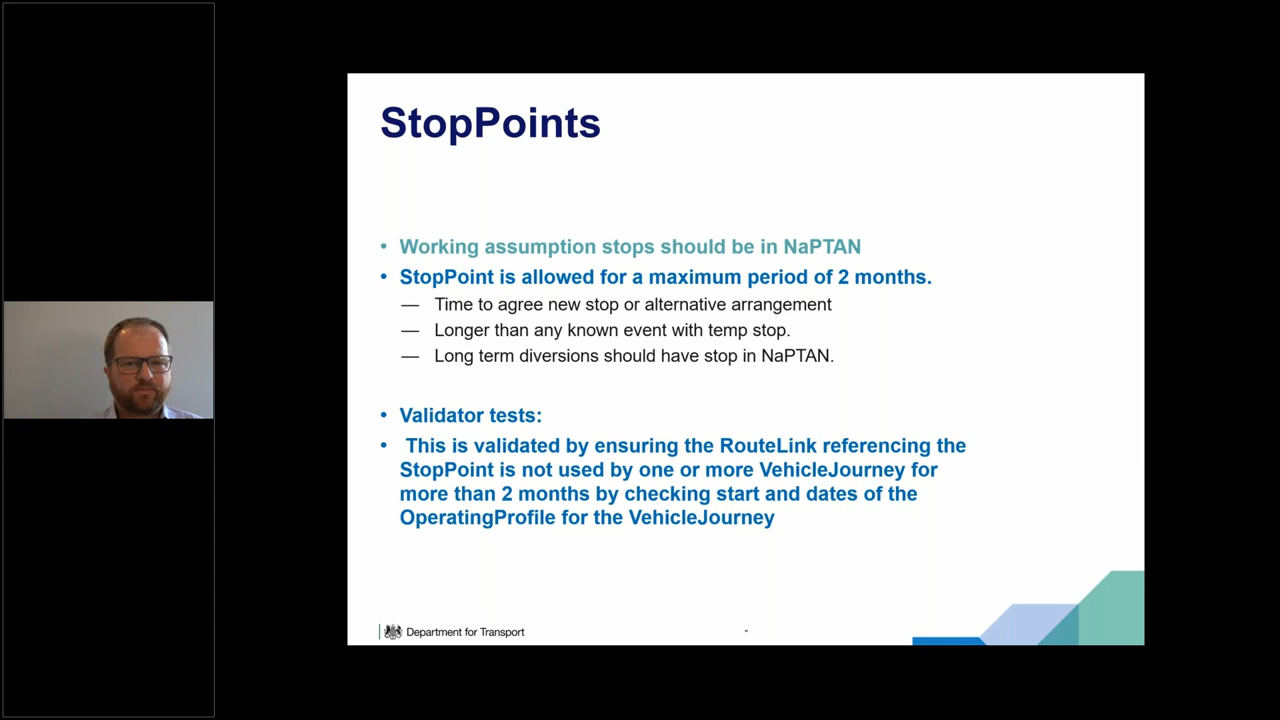 StopPoints
• Working assumption stops should be in NaPTAN
• StopPoint is allowed for a maximum period of 2 months.
— Time to agree new stop or alternative arrangement
— Longer than any known event with temp stop.
— Long term diversions should have stop in NaPTAN.
• Validator tests:
• This is validated by ensuring the RouteLink referencing the
StopPoint is not used by one or more VehicleJourney for
more than 2 months by checking start and dates of the
OperatingProfile for the VehicleJourney
Department for Transport
"